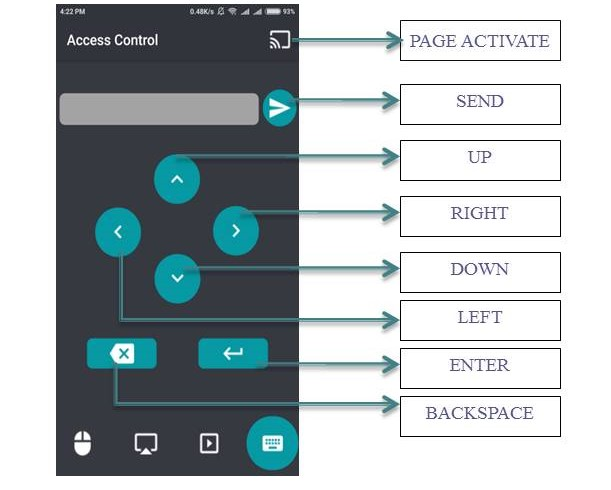 4:22 PM 0.48K/s 93%
Access Control
PAGE ACTIVATE
SEND
UP
RIGHT
DOWN
LEFT
ENTER
BACKSPACE